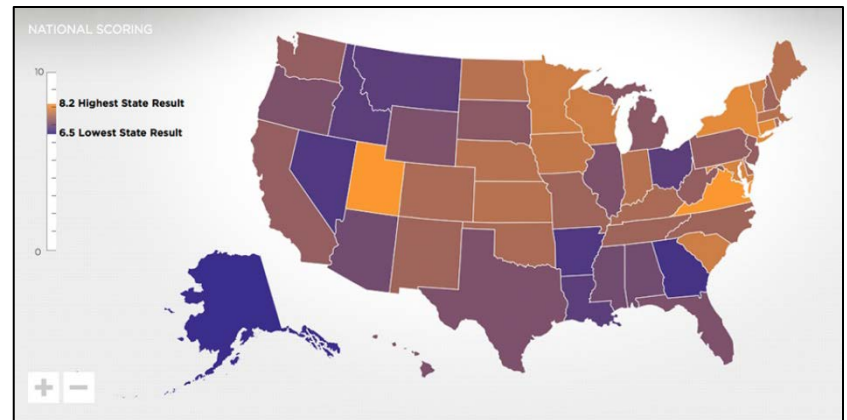 NATIONAL SCORING
10
8.2 Highest State Result
6.5 Lowest State Result
0
+ −